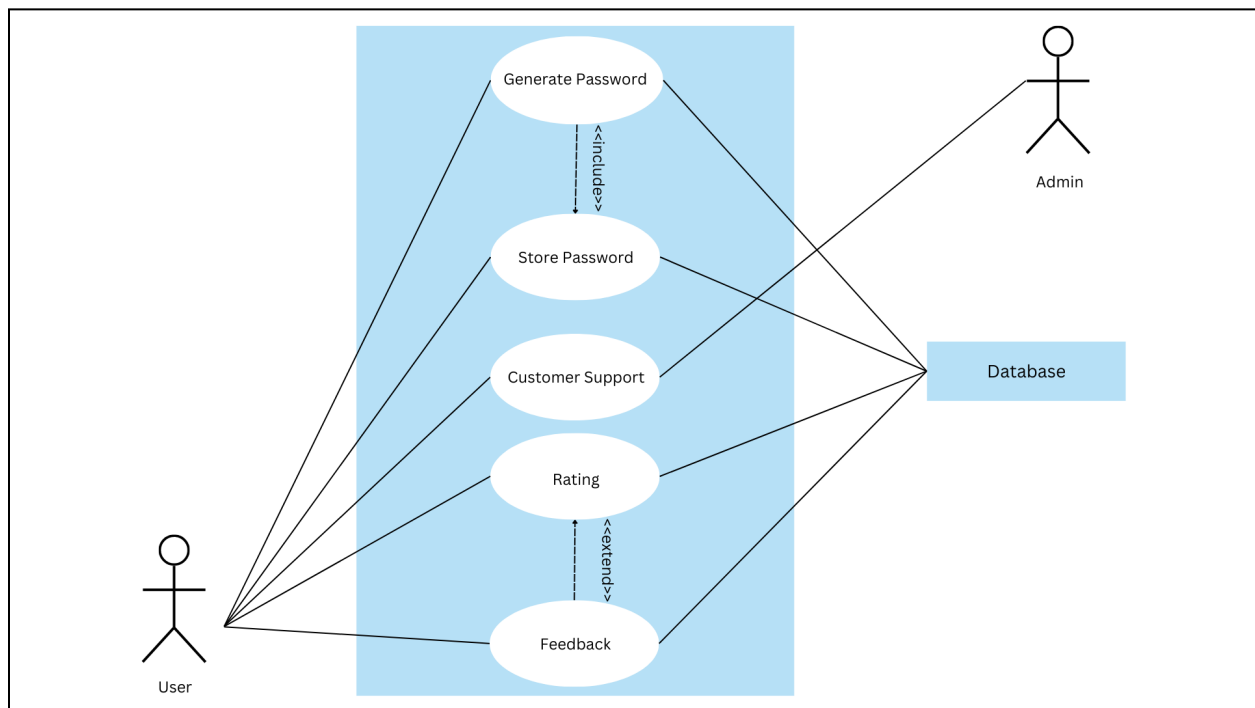 Generate Password
<<include>>
Admin
Store Password
Database
Customer Support
Rating
<<extend>>
Feedback
User